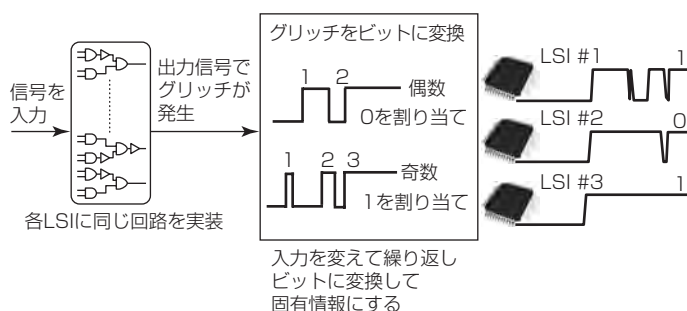 信号を
入力
各LSIに同じ回路を実装
出力信号で
グリッチが
発生
グリッチをビットに変換
1 2
偶数
0を割り当て
1 2 3
奇数
1を割り当て
入力を変えて繰り返し
ビットに変換して
固有情報にする
LSI #1 1
LSI #2 0
LSI #3 1